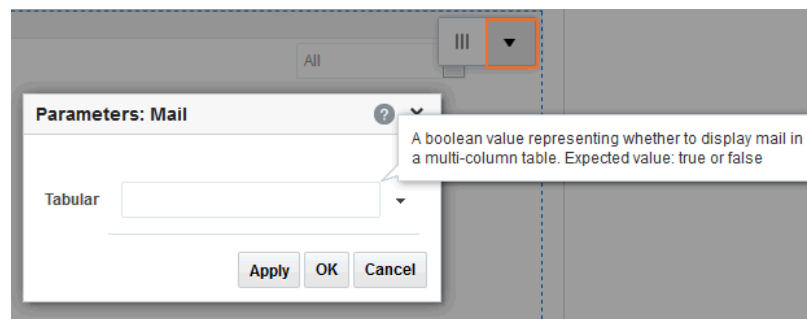 All
Parameters: Mail
?
A boolean value representing whether to display mail in
a multi-column table. Expected value: true or false
Tabular
Apply OK Cancel